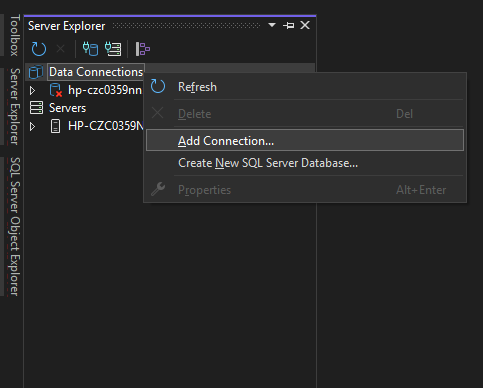 Toolbox
Server Explorer
SQL Server Object Explorer
Server Explorer
Data Connections
hp-czc0359nn
Servers
HP-CZC0359N
Refresh
Delete Del
Add Connection...
Create New SQL Server Database...
Properties Alt+Enter